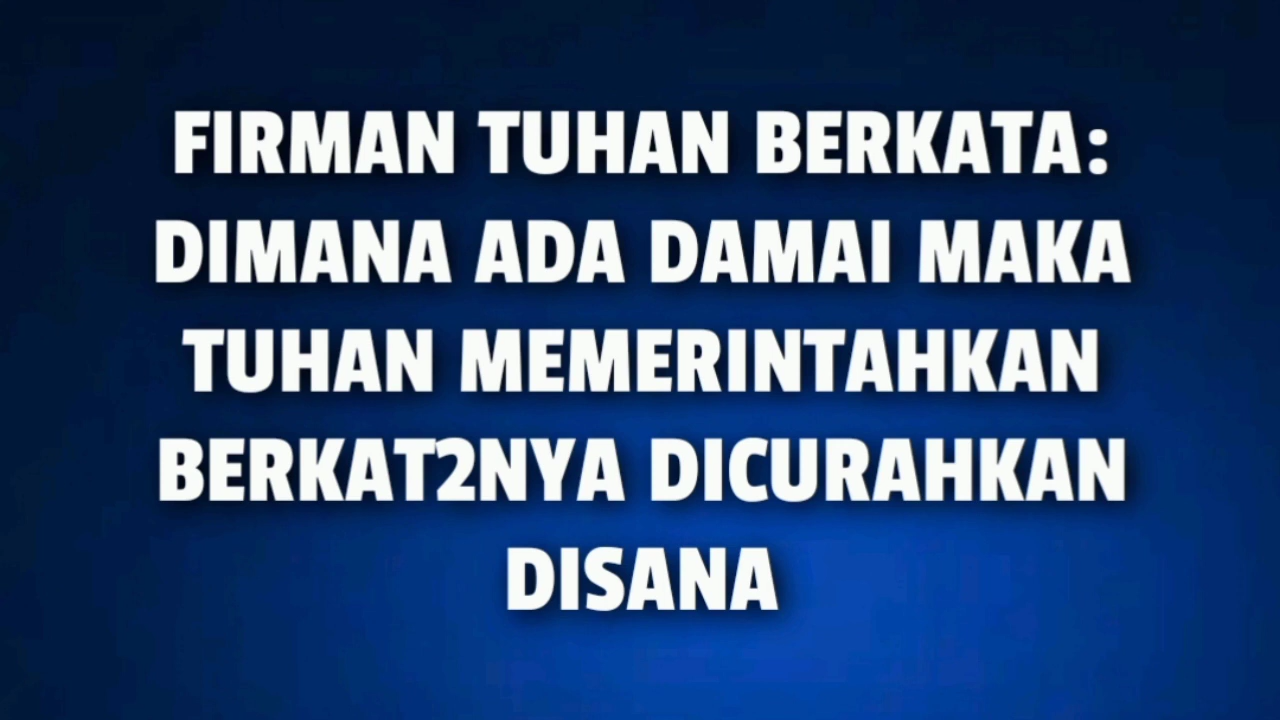 FIRMAN TUHAN BERKATA:
DIMANA ADA DAMAI MAKA
TUHAN MEMERINTAHKAN
BERKAT2NYA DICURAHKAN
DISANA